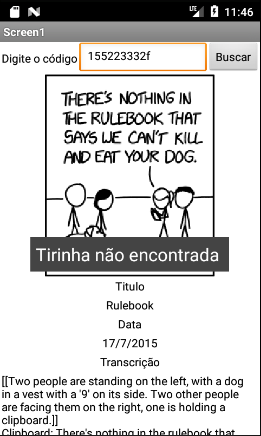 11:46
Screen1
Digite o código 155223332f Buscar
THERE'S NOTHING IN
THE RULEBOOK THAT
SAYS WE CAN'T KILL
AND EAT YOUR DOG.
Tirinha não encontrada
Titulo
Rulebook
Data
17/7/2015
Transcrição
[[Two people are standing on the left, with a dog
in a vest with a '9' on its side. Two other people
are facing them on the right, one is holding a
clipboard.]]
Clipboard: There's nothing in the rulebook that